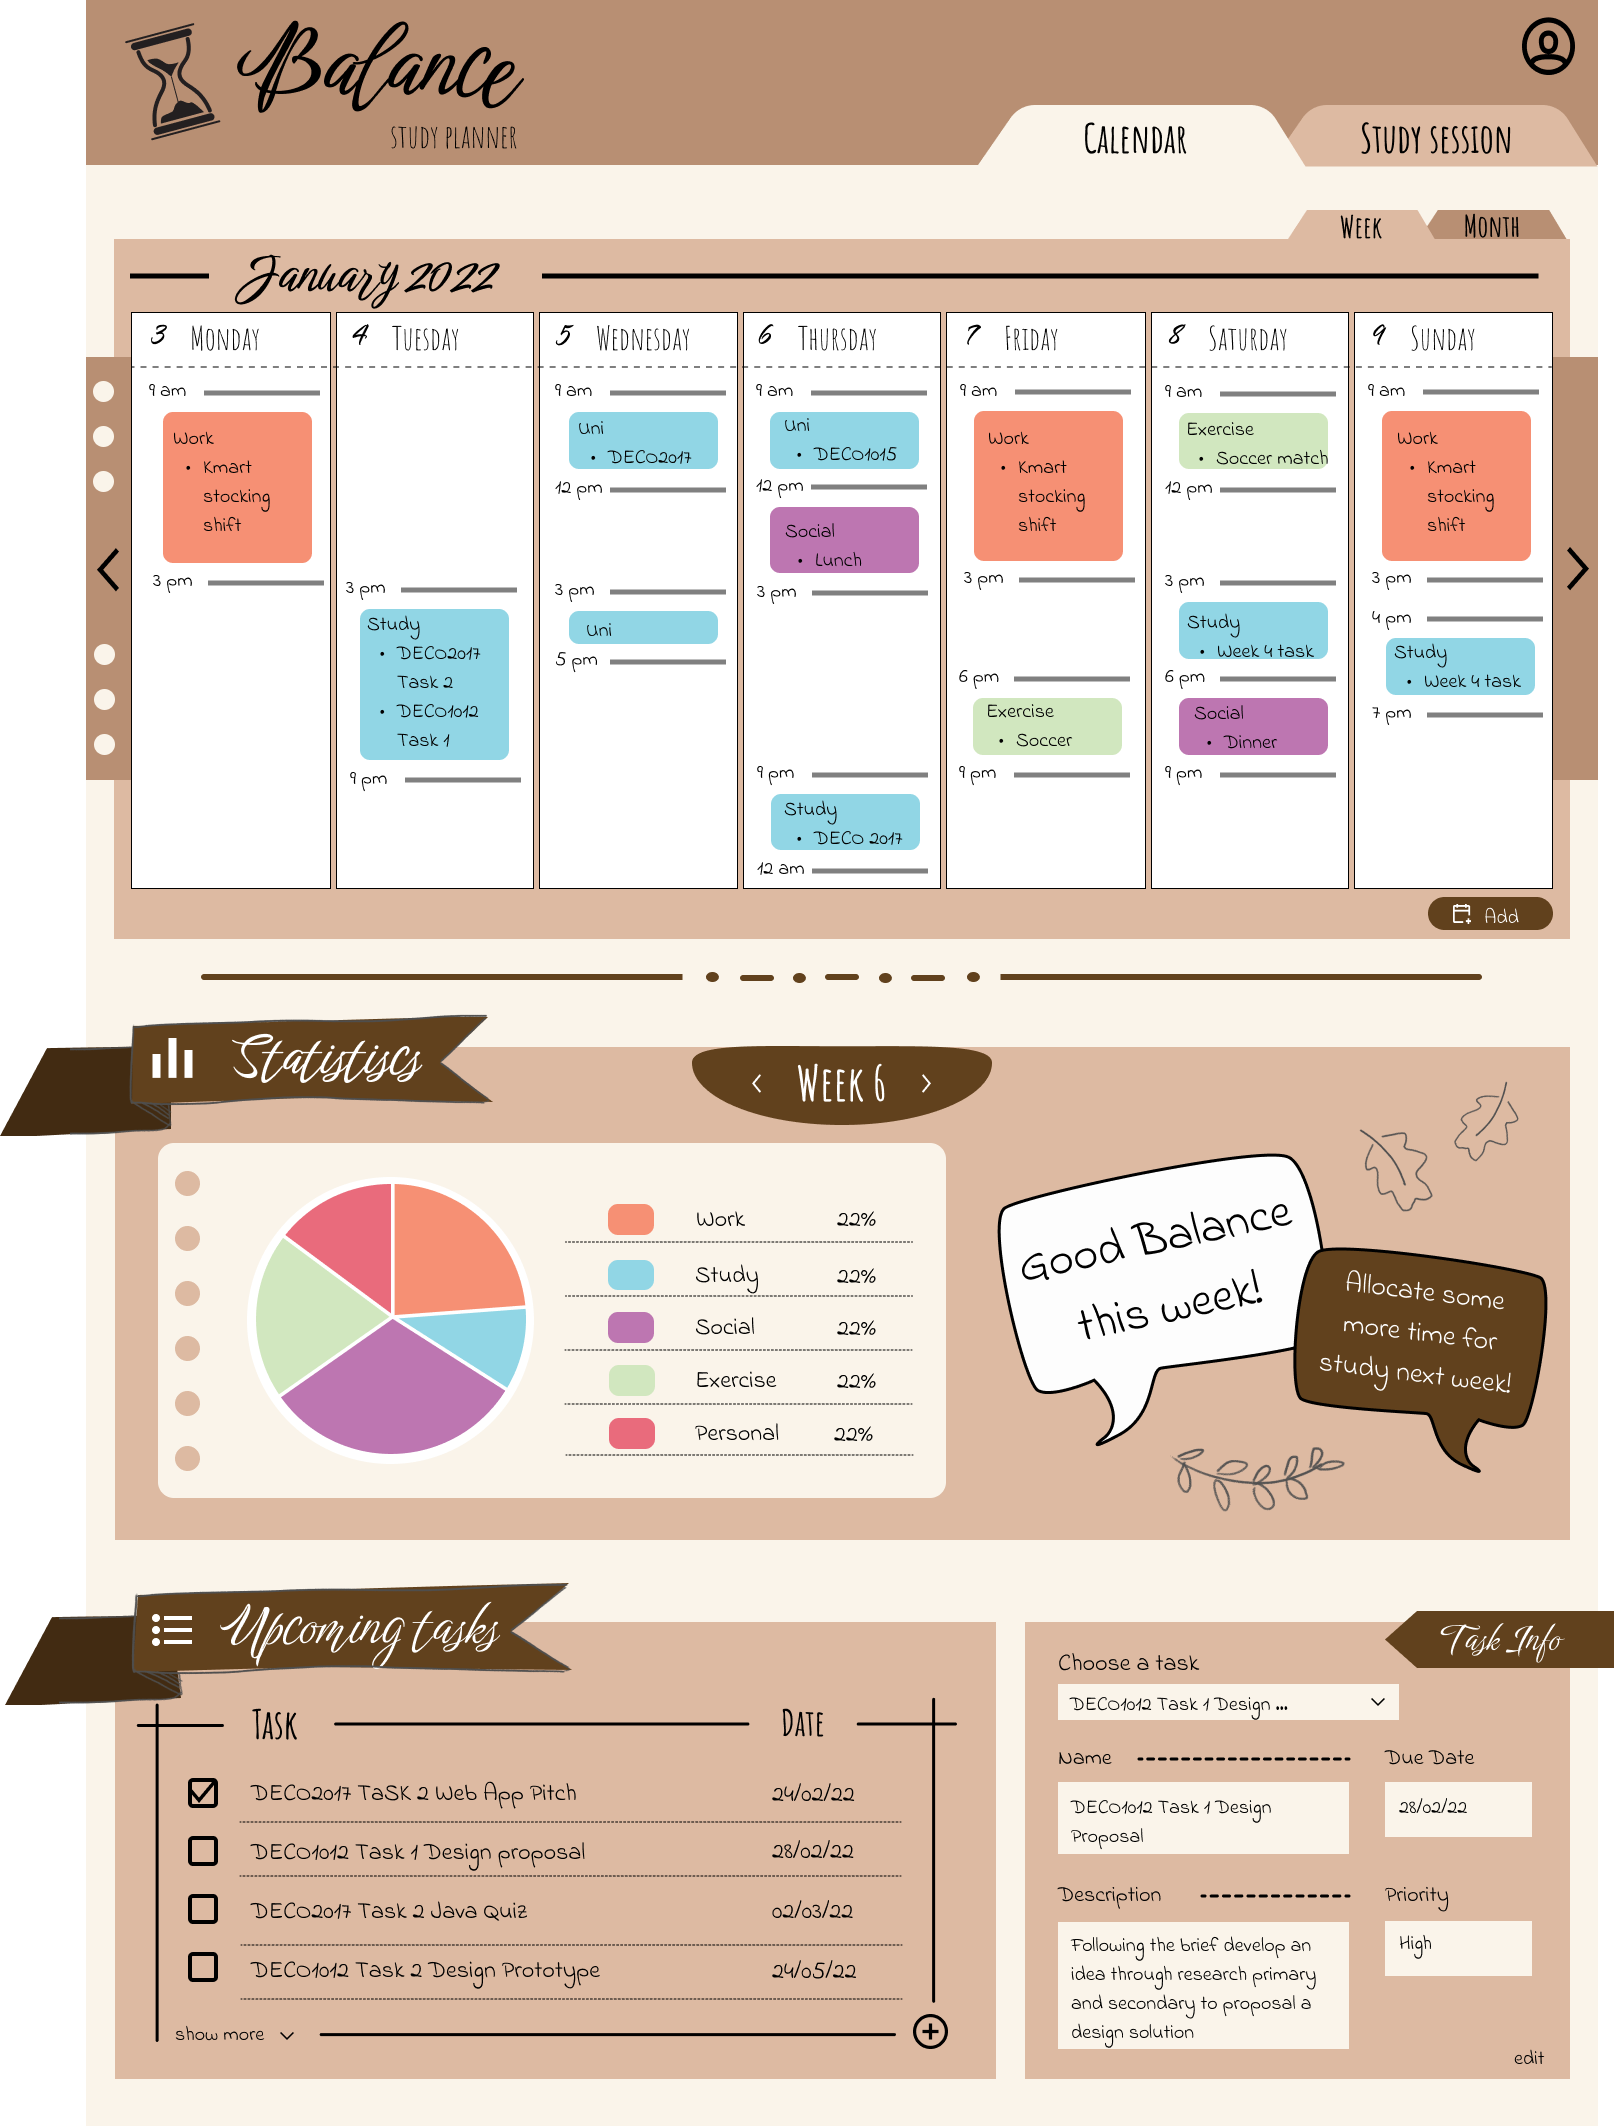 Balance
STUDY PLANNER
CALENDAR
STUDY SESSION
WEEK
MONTH
January 2022
3 MONDAY
9 am
Work
• Kmart
stocking
shift
3 pm
4 TUESDAY
3 pm
Study
• DECO2017
Task 2
• DECO1012
Task 1
9 pm
5 WEDNESDAY
9 am
Uni
• DECO2017
12 pm
3 pm
Uni
5 pm
6 THURSDAY
9 am
Uni
• DECO1015
12 pm
Social
• Lunch
3 pm
9 pm
Study
• DECO 2017
12 am
7 FRIDAY
9 am
Work
• Kmart
stocking
shift
3 pm
6 pm
Exercise
• Soccer
9 pm
8 SATURDAY
9 am
Exercise
• Soccer match
12 pm
3 pm
Study
• Week 4 task
6 pm
Social
• Dinner
9 pm
9 SUNDAY
9 am
Work
• Kmart
stocking
shift
3 pm
4 pm
Study
• Week 4 task
7 pm
Add
Statistiscs
WEEK 6
Work 22%
Study 22%
Social 22%
Exercise 22%
Personal 22%
Good Balance
this week!
Allocate some
more time for
study next week!
Upcoming tasks
TASK DATE
DECO2017 TaSK 2 Web App Pitch 24/02/22
DECO1012 Task 1 Design proposal 28/02/22
DECO2017 Task 2 Java Quiz 02/03/22
DECO1012 Task 2 Design Prototype 24/05/22
show more
Task Info
Choose a task
DECO1012 Task 1 Design ...
Name
Due Date
DECO1012 Task 1 Design
Proposal
28/02/22
Description
Priority
Following the brief develop an
idea through research primary
and secondary to proposal a
design solution
High
edit